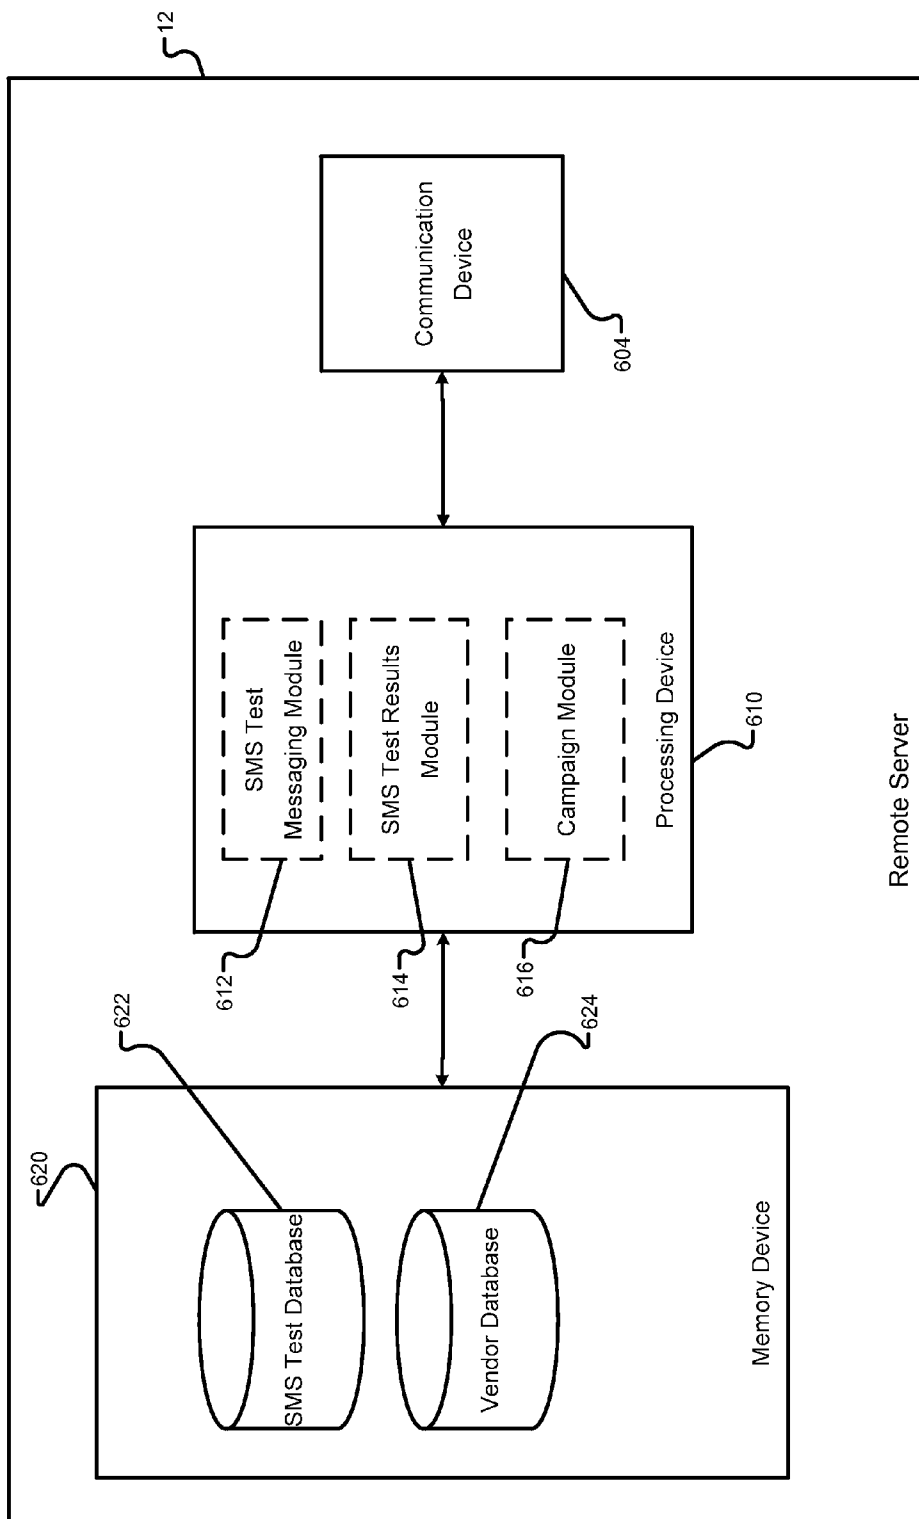 12
620
622
SMS Test Database
624
Vendor Database
Memory Device
612
SMS Test
Messaging Module
614
SMS Test Results
Module
616
Campaign Module
Processing Device
610
Communication
Device
604
Remote Server